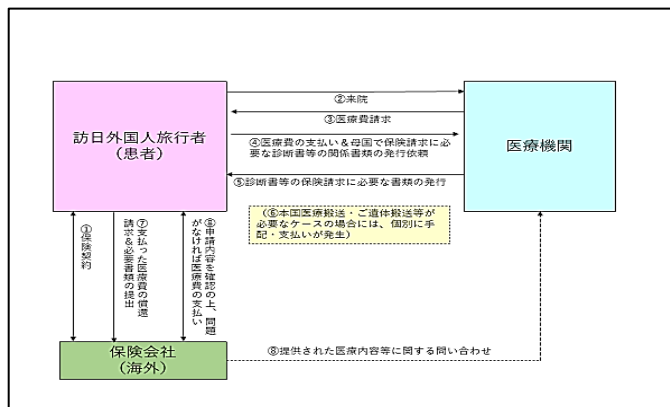 訪日外国人旅行者
(患者)
医療機関
②来院
③医療費請求
④医療費の支払い&母国で保険請求に必
要な診断書等の関係書類の発行依頼
⑤診断書等の保険請求に必要な書類の発行
(⑥本国医療搬送・ご遺体搬送等が
必要なケースの場合には、個別に手
配・支払いが発生)
①保険契約
⑦支払った医療費の償還
請求&必要書類の提出
⑧申請内容を確認の上、問題
がなければ医療費の支払い
保険会社
(海外)
⑧提供された医療内容等に関する問い合わせ